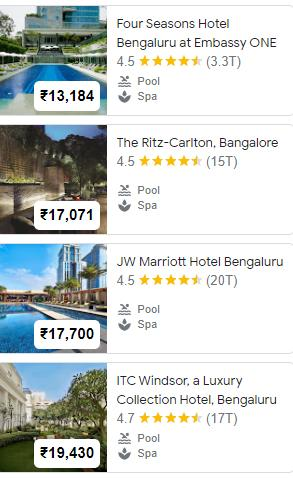 Four Seasons Hotel
Bengaluru at Embassy ONE
4.5 (3.3T)
Pool
Spa
₹13,184
The Ritz-Carlton, Bangalore
4.5 (15T)
Pool
Spa
₹17,071
JW Marriott Hotel Bengaluru
4.5 (20T)
Pool
Spa
₹17,700
ITC Windsor, a Luxury
Collection Hotel, Bengaluru
4.7 (17T)
Pool
Spa
₹19,430